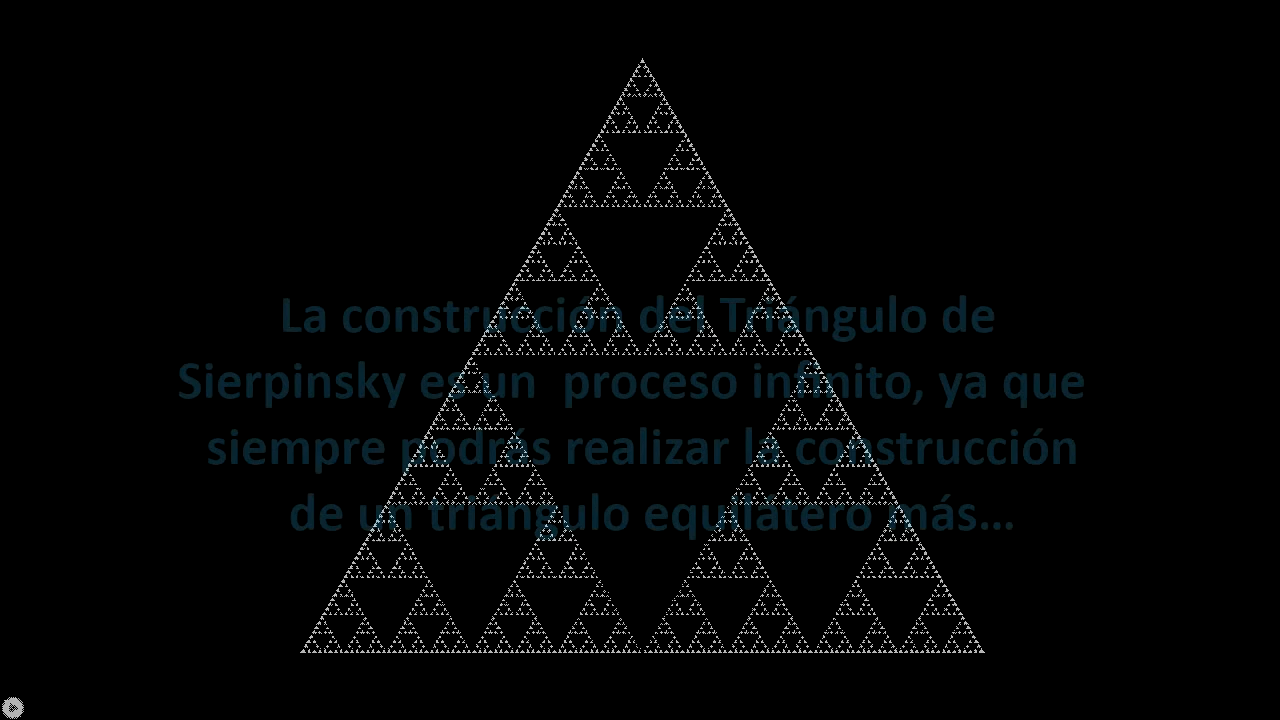 La construcción del Triángulo de
Sierpinsky es un proceso infinito, ya que
siempre podrás realizar la construcción
de un triángulo equilátero más...